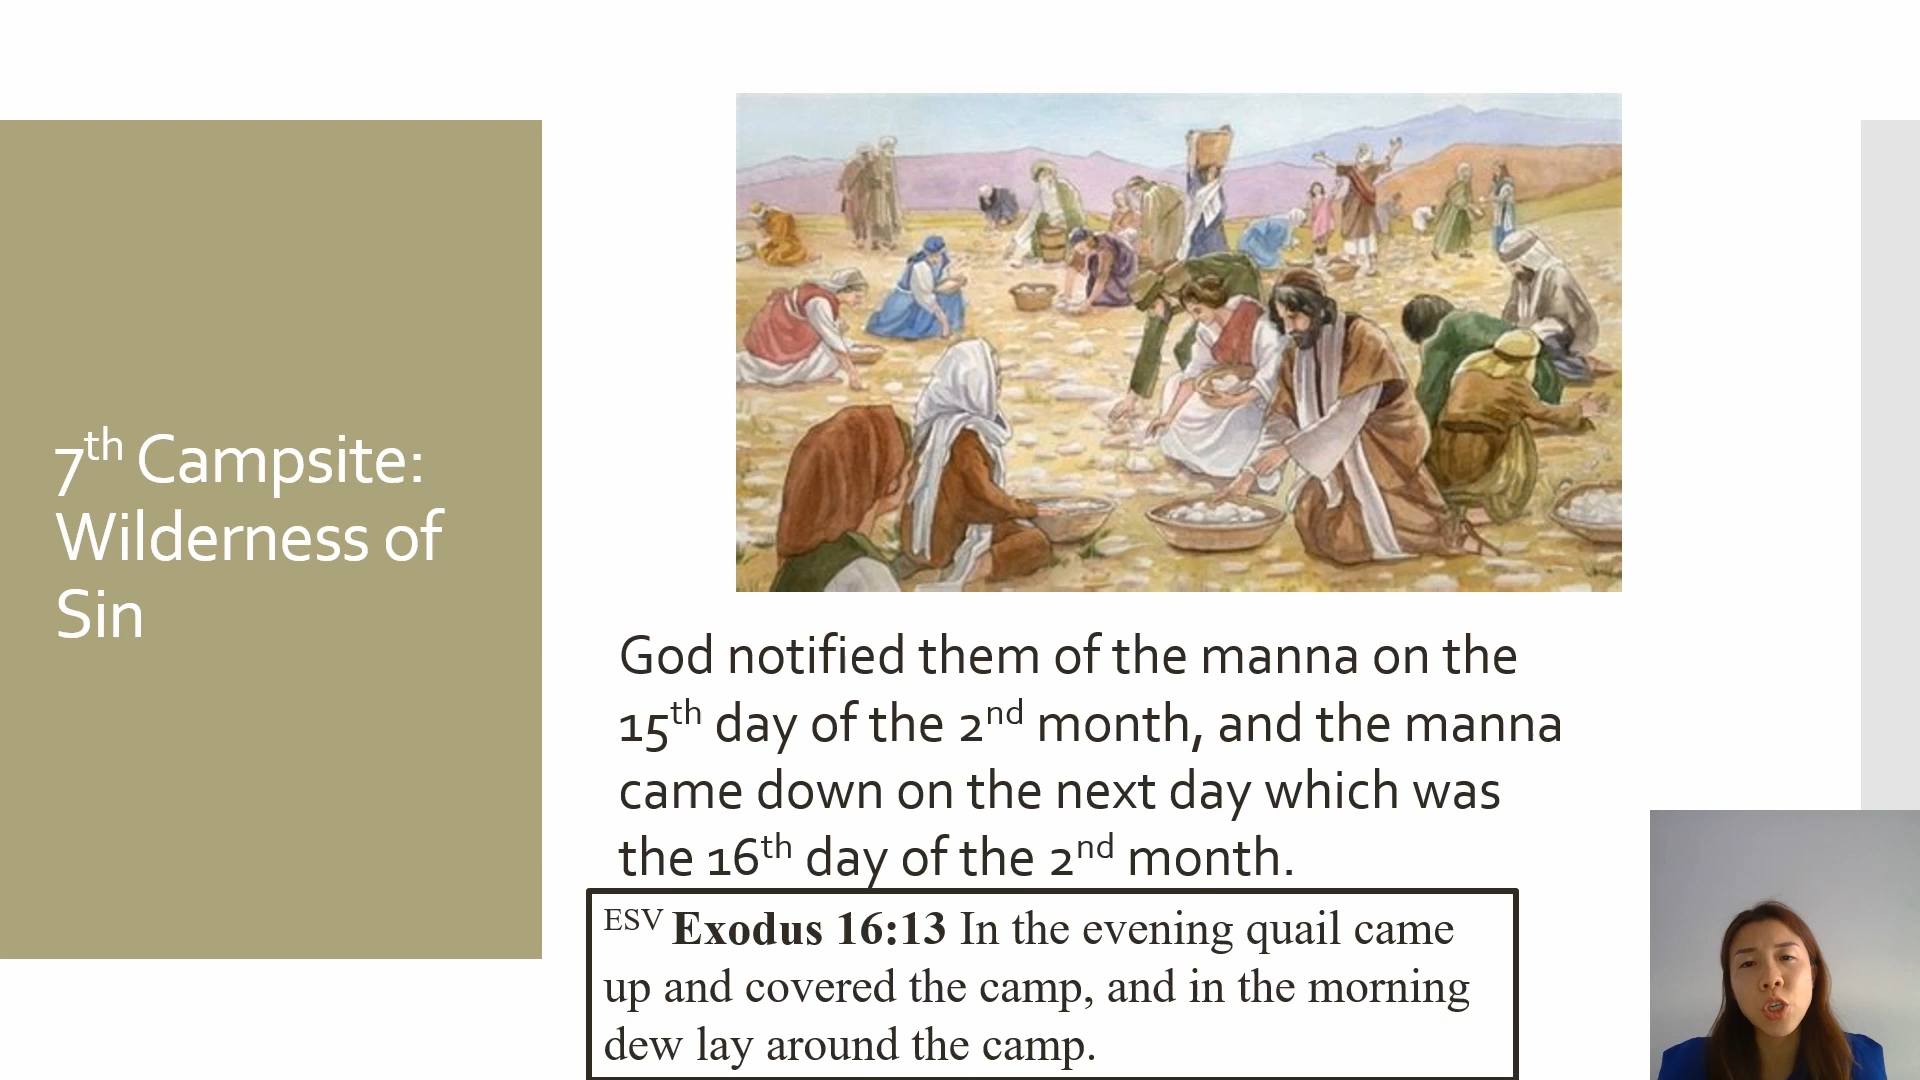 7th Campsite:
Wilderness of
Sin
God notified them of the manna on the
15th day of the 2nd month, and the manna
came down on the next day which was
the 16th day of the 2nd month.
ESV Exodus 16:13 In the evening quail came
up and covered the camp, and in the morning
dew lay around the camp.